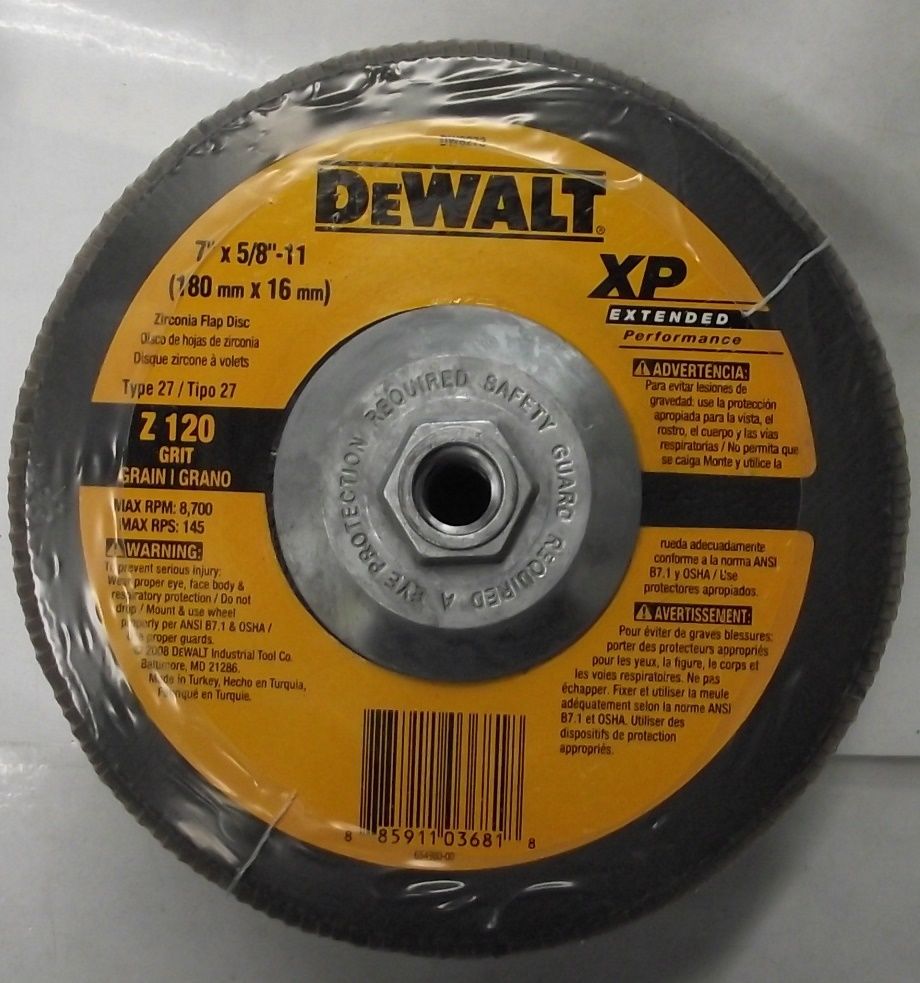 DW8273
DEWALT®
7" x 5/8"-11
(180 mm x 16 mm)
Zirconia Flap Disc
Disco de hojas de zirconia
Disque zircone à volets
Type 27 / Tipo 27
Z 120
GRIT
GRAIN | GRANO
MAX RPM: 8,700
MAX RPS: 145
WARNING:
To prevent serious injury:
Wear proper eye, face body &
respiratory protection / Do not
drop / Mount & use wheel
properly per ANSI B7.1 & OSHA /
Use proper guards.
© 2008 DEWALT Industrial Tool Co.
Baltimore, MD 21286.
Made in Turkey, Hecho en Turquia,
Fabriqué en Turquie.
XP
EXTENDED
Performance
ADVERTENCIA:
Para evitar lesiones de
gravedad: use la protección
apropiada para la vista, el
rostro, el cuerpo y las vias
respiratorias / No permita que
se caiga Monte y utilice la
rueda adecuadamente
conforme a la norma ANSI
B7.1 y OSHA / Use
protectores apropiados.
AVERTISSEMENT:
Pour éviter de graves blessures:
porter des protecteurs appropriés
pour les yeux, la figure, le corps et
les voies respiratoires. Ne pas
échapper. Fixer et utiliser la meule
adéquatement selon la norme ANSI
B7.1 et OSHA. Utiliser des
dispositifs de protection
appropriés.
EYE PROTECTION REQUIRED SAFETY GUARD REQUIRED
8 85911 03681 8
654980-00